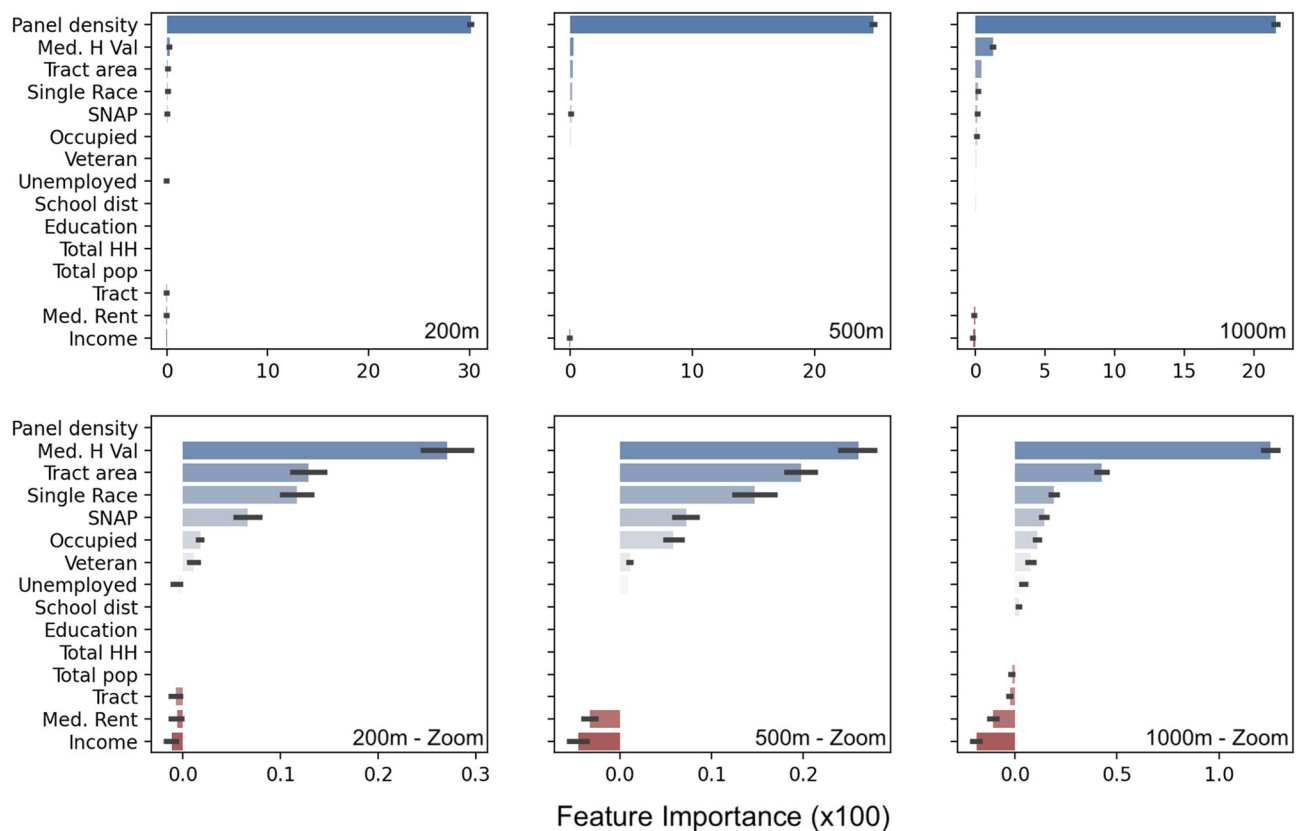 Panel density
Med. H Val
Tract area
Single Race
SNAP
Occupied
Veteran
Unemployed
School dist
Education
Total HH
Total pop
Tract
Med. Rent
Income
200m
0 10 20 30
500m
0 10 20
1000m
0 5 10 15 20
Panel density
Med. H Val
Tract area
Single Race
SNAP
Occupied
Veteran
Unemployed
School dist
Education
Total HH
Total pop
Tract
Med. Rent
Income
200m - Zoom
0.0 0.1 0.2 0.3
500m - Zoom
0.0 0.1 0.2
1000m - Zoom
0.0 0.5 1.0
Feature Importance (x100)